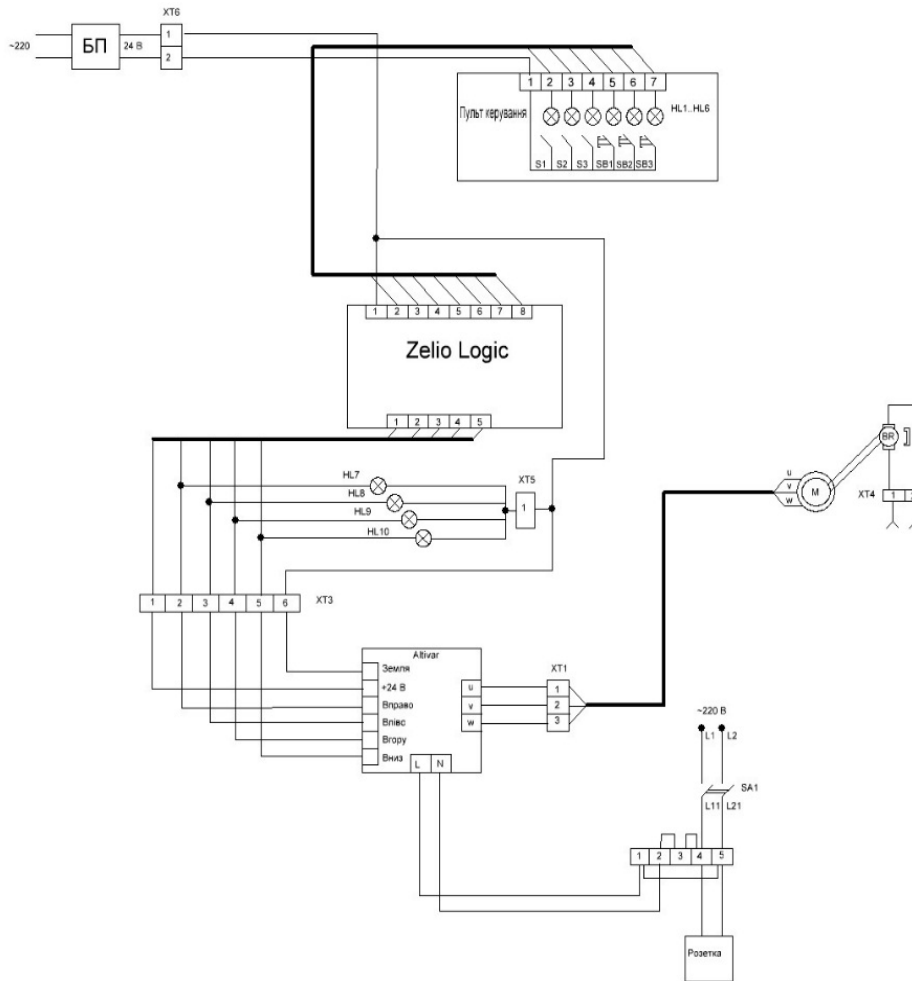 XT6
~220
БП
24 В
1
2
1 2 3 4 5 6 7
Пульт керування
HL1..HL6
S1 S2 S3 SB1 SB2 SB3
1 2 3 4 5 6 7 8
Zelio Logic
1 2 3 4 5
HL7
HL8
HL9
HL10
XT5
1
u
v
w
M
BR
XT4
1
1 2 3 4 5 6
XT3
Altivar
Земля
+24 В
Вправо
Вліво
Вгору
Вниз
u
v
w
L N
XT1
1
2
3
~220 В
L1 L2
SA1
L11 L21
1 2 3 4 5
Розетка